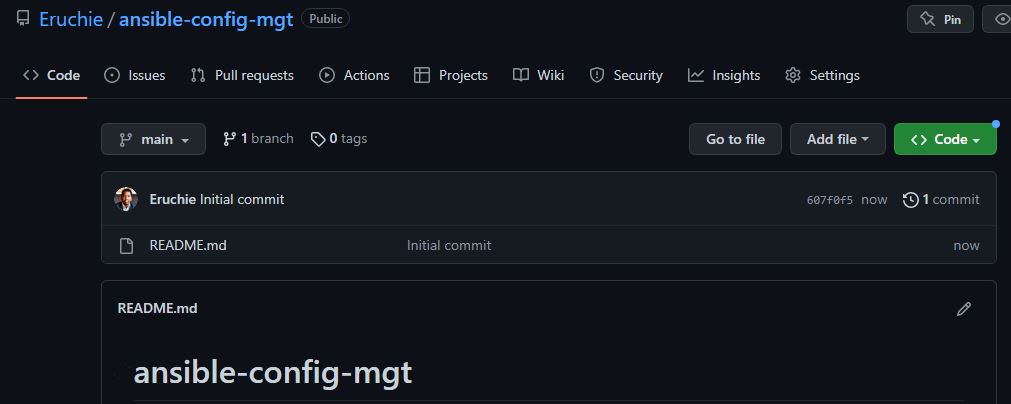 Eruchie / ansible-config-mgt Public Pin
Code Issues Pull requests Actions Projects Wiki Security Insights Settings
main 1 branch 0 tags Go to file Add file Code
Eruchie Initial commit 607f0f5 now 1 commit
README.md Initial commit now
README.md
ansible-config-mgt